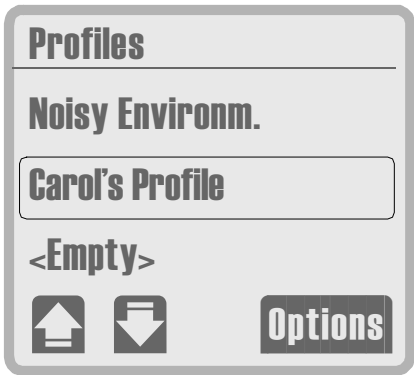 Profiles
Noisy Environm.
Carol's Profile
<Empty>
Options